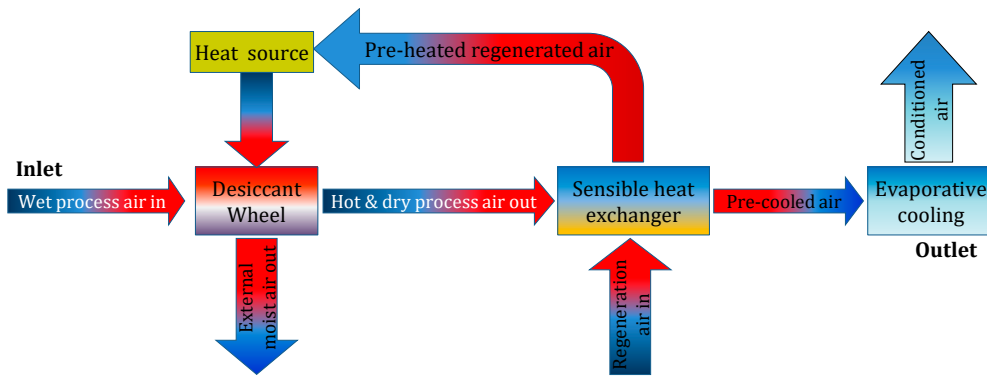 Heat source
Pre-heated regenerated air
Conditioned
air
Inlet
Wet process air in
Desiccant
Wheel
Hot & dry process air out
Sensible heat
exchanger
Pre-cooled air
Evaporative
cooling
Outlet
External
moist air out
Regeneration
air in